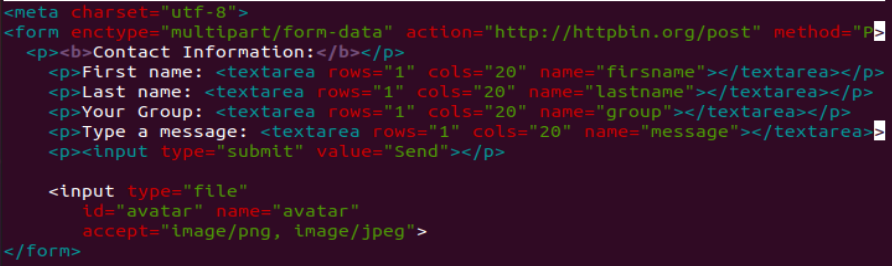 <meta charset="utf-8">
<form enctype="multipart/form-data" action="http://httpbin.org/post" method="P>
<p><b>Contact Information:</b></p>
<p>First name: <textarea rows="1" cols="20" name="firsname"></textarea></p>
<p>Last name: <textarea rows="1" cols="20" name="lastname"></textarea></p>
<p>Your Group: <textarea rows="1" cols="20" name="group"></textarea></p>
<p>Type a message: <textarea rows="1" cols="20" name="message"></textarea>>
<p><input type="submit" value="Send"></p>
<input type="file"
id="avatar" name="avatar"
accept="image/png, image/jpeg">
</form>